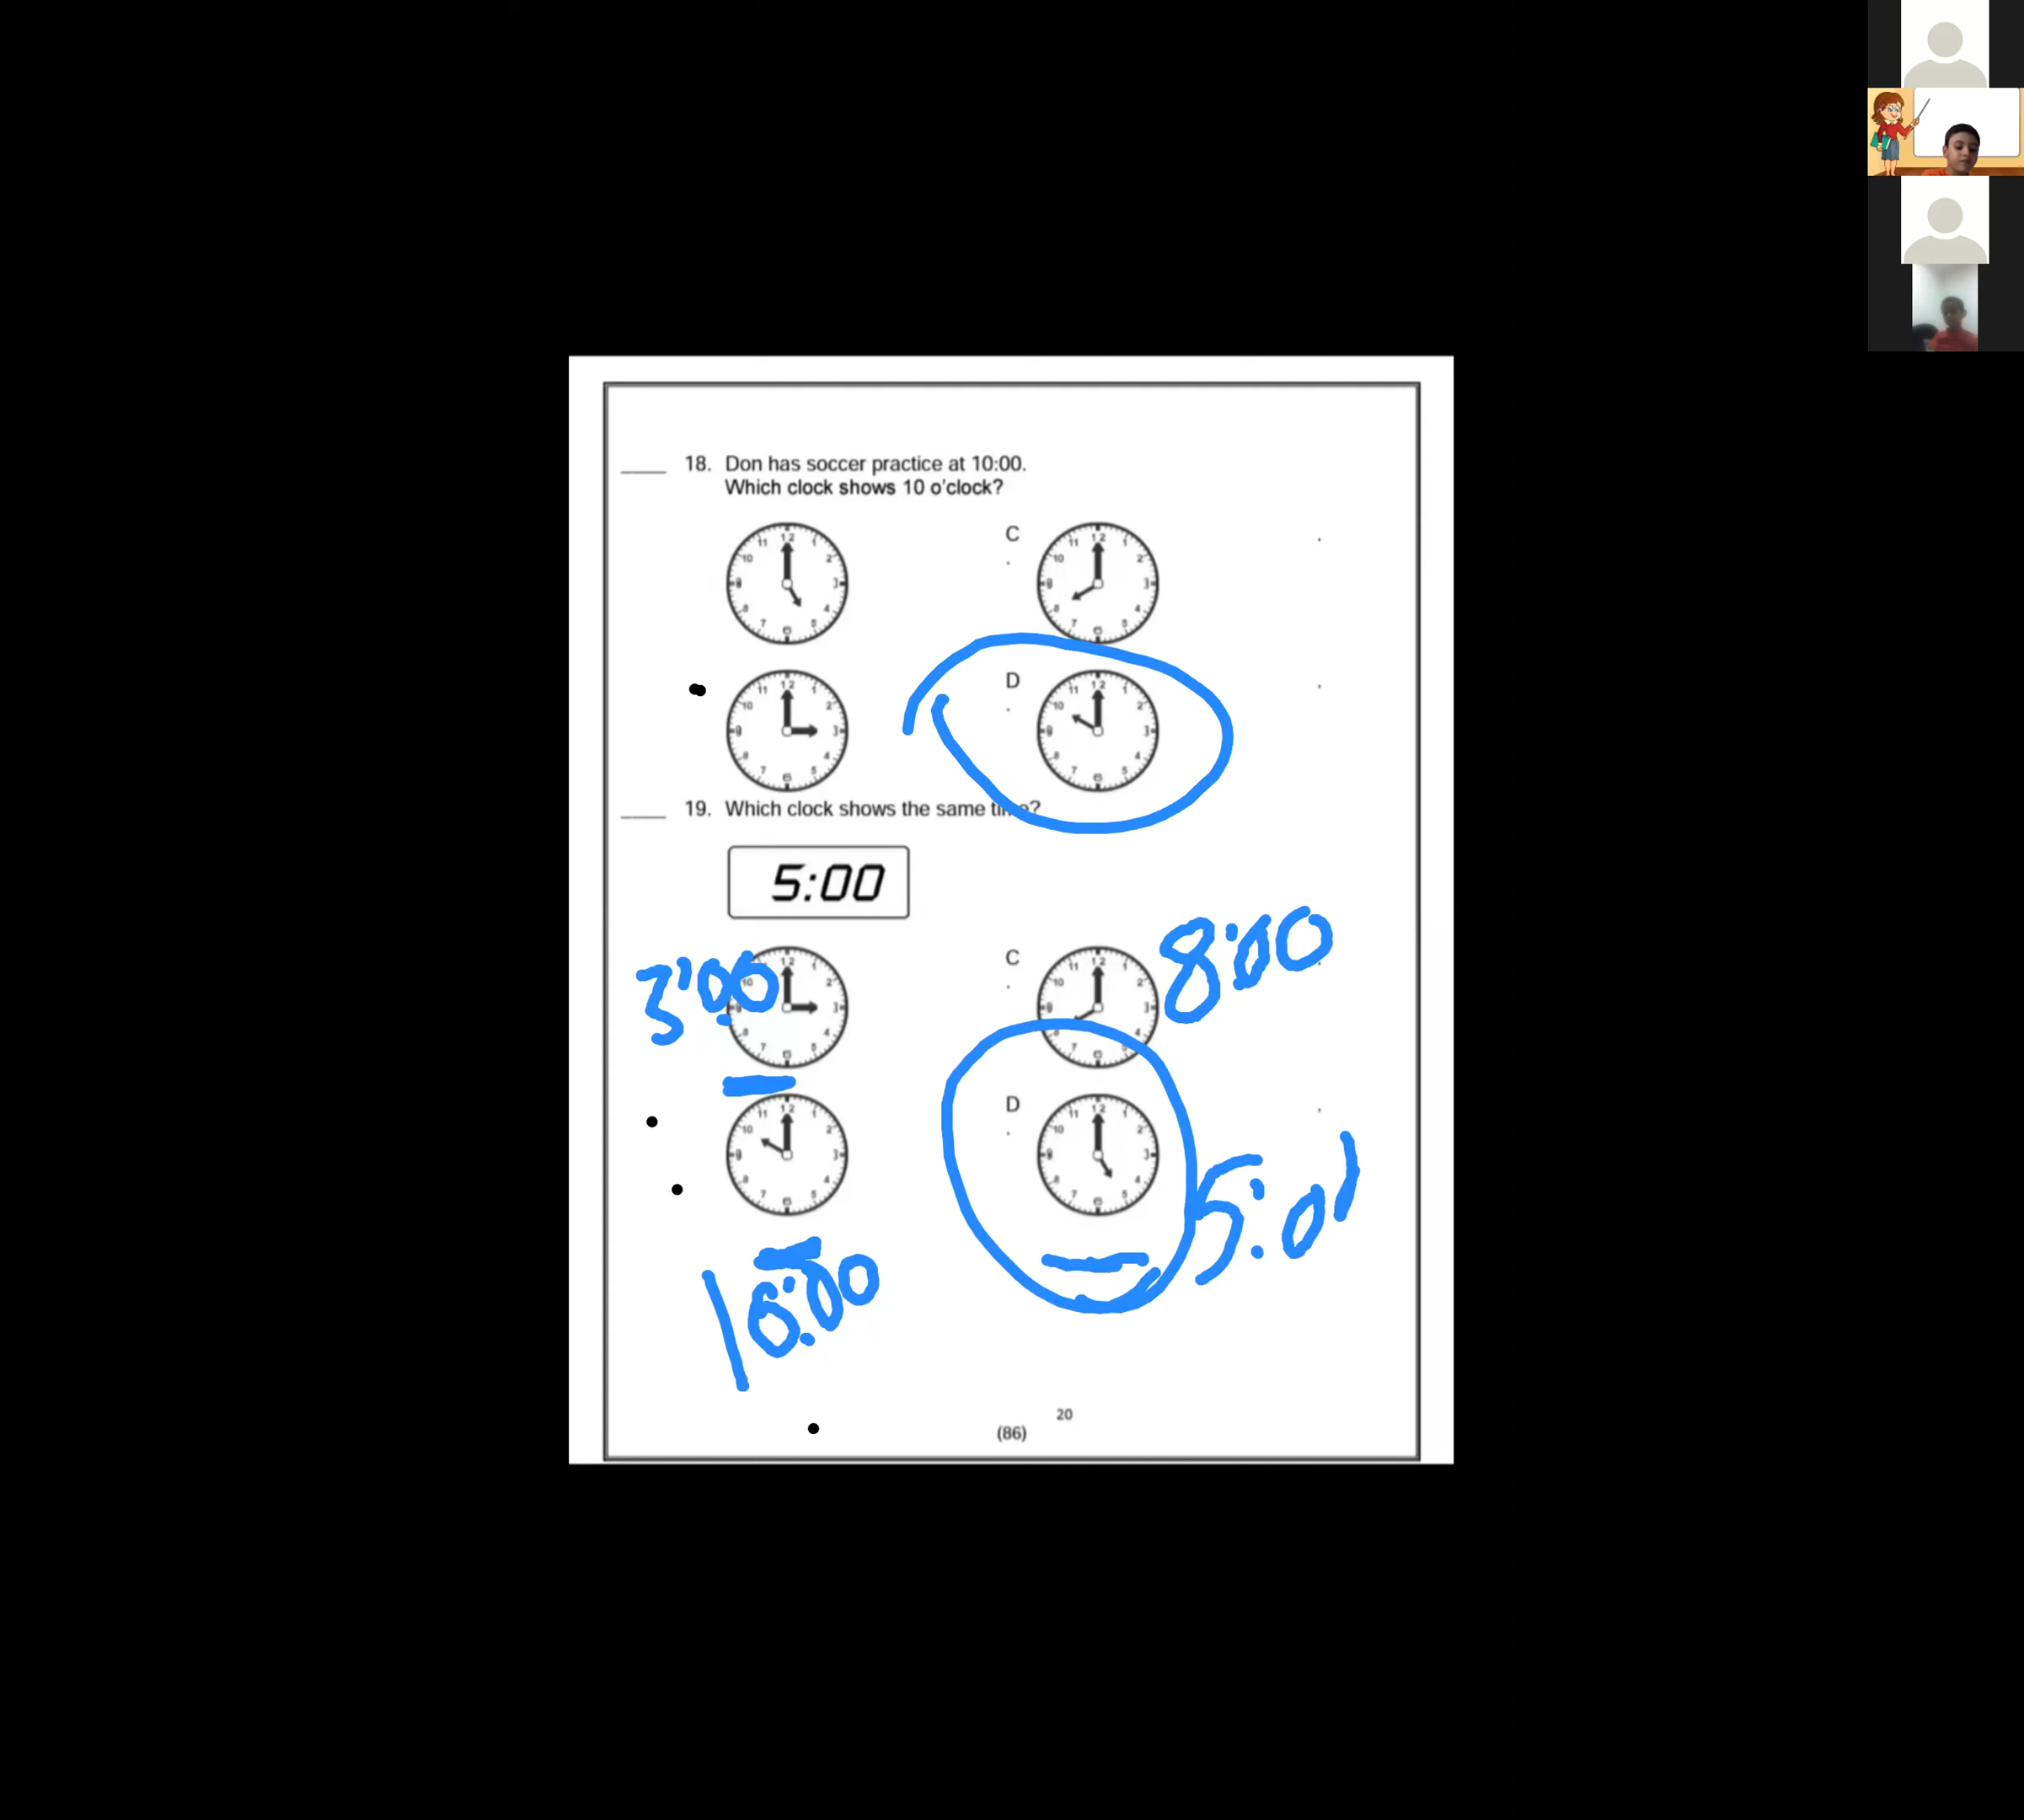 18. Don has soccer practice at 10:00.
Which clock shows 10 o'clock?
C
.
D
.
19. Which clock shows the same time?
5:00
3:00
C
.
8:00
D
.
5:0
10:00
20
(86)